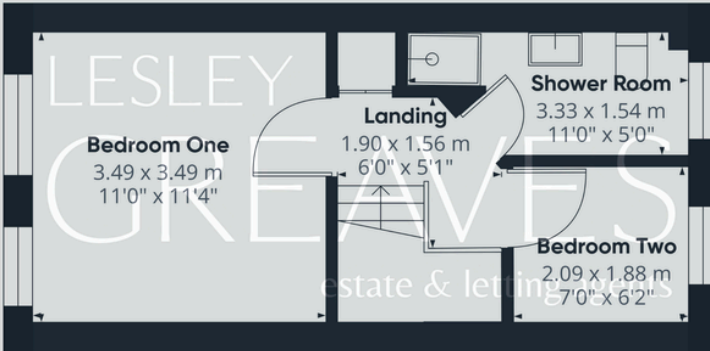 LESLEY
GREAVES
estate & letting agents
Bedroom One
3.49 x 3.49 m
11'0" x 11'4"
Landing
1.90 x 1.56 m
6'0" x 5'1"
Shower Room
3.33 x 1.54 m
11'0" x 5'0"
Bedroom Two
2.09 x 1.88 m
7'0" x 6'2"